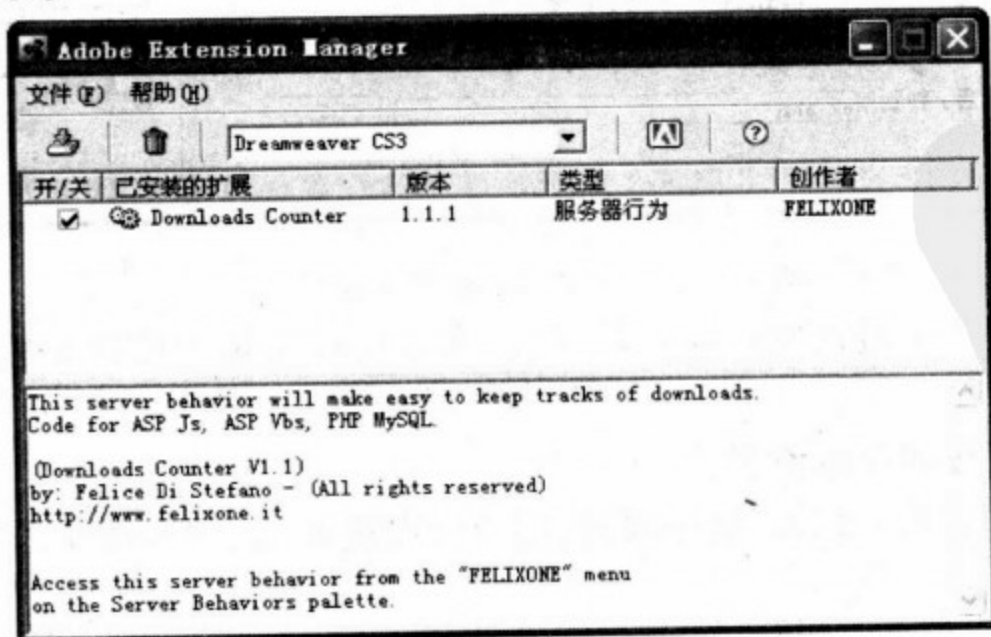 Adobe Extension Manager
文件(F) 帮助(H)
Dreamweaver CS3
开/关 已安装的扩展 版本 类型 创作者
Downloads Counter 1.1.1 服务器行为 FELIXONE
This server behavior will make easy to keep tracks of downloads.
Code for ASP Js, ASP Vbs, PHP MySQL.
(Downloads Counter V1.1)
by: Felice Di Stefano - (All rights reserved)
http://www.felixone.it
Access this server behavior from the "FELIXONE" menu
on the Server Behaviors palette.